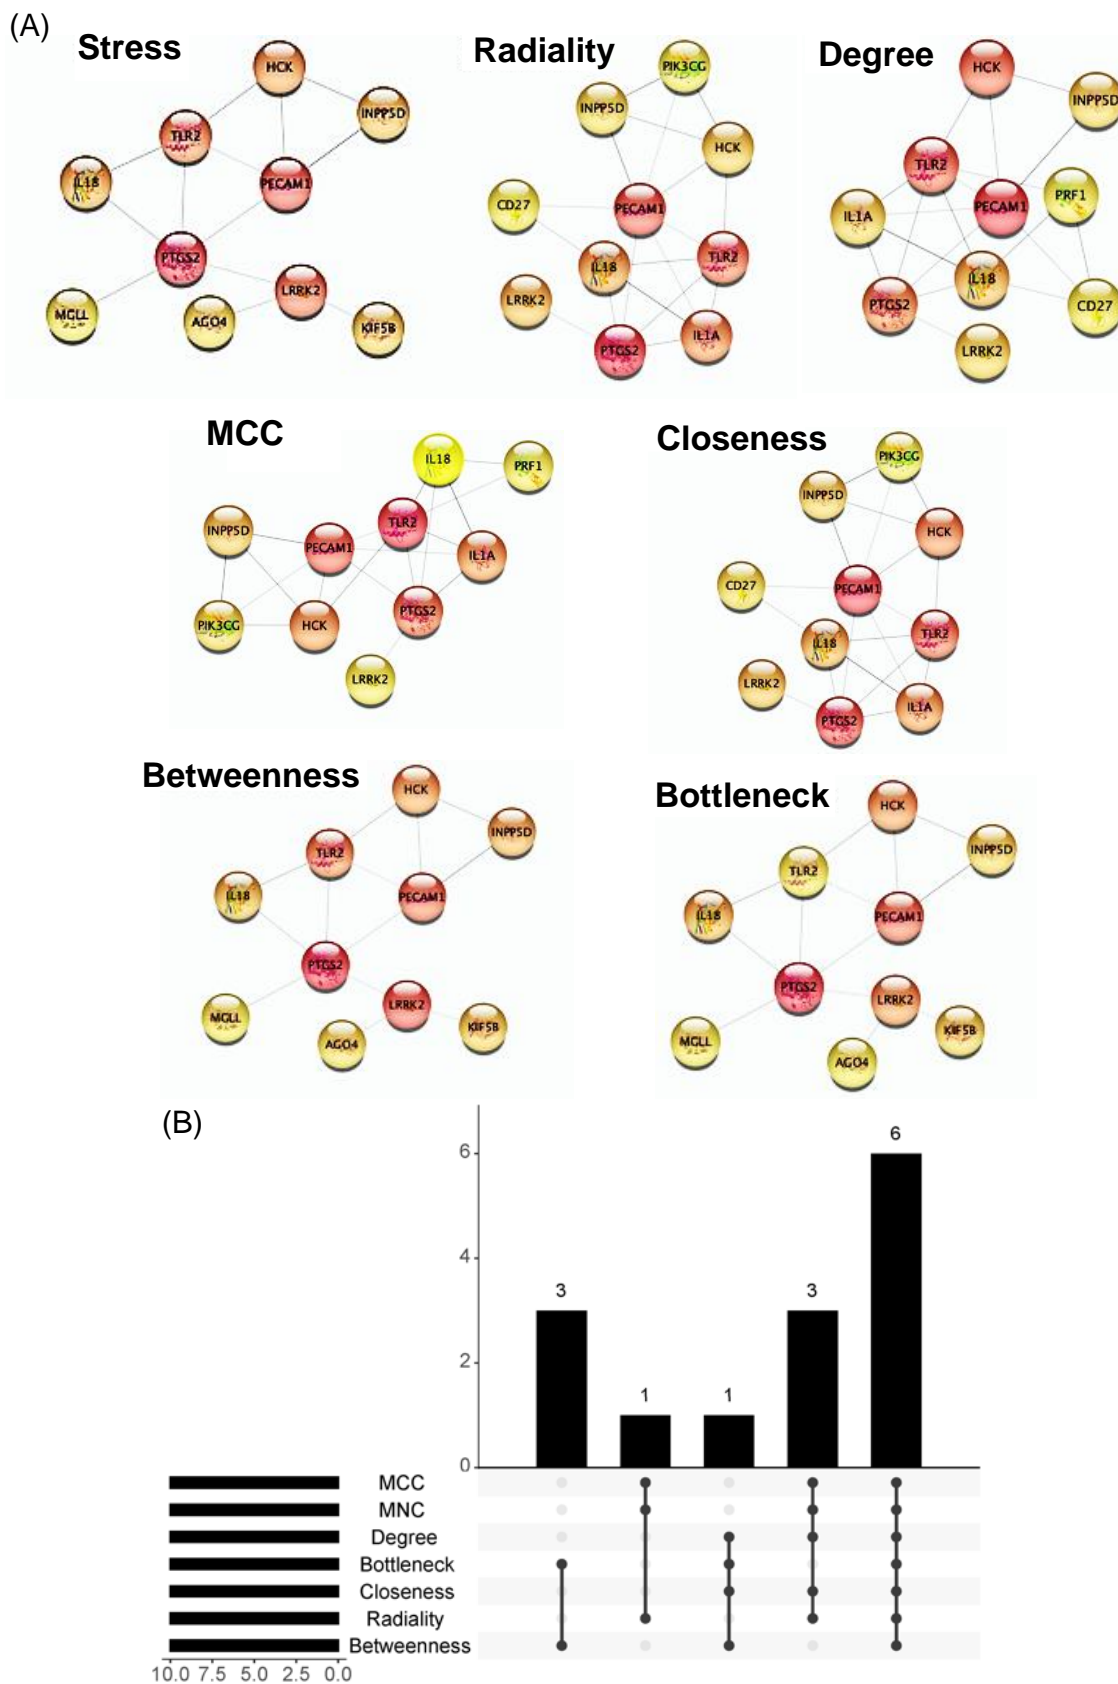 (A)
Stress
HCK
INPP5D
TLR2
IL18
PECAM1
PTGS2
LRRK2
MGLL
AGO4
KIF5B
Radiality
PIK3CG
INPP5D
HCK
CD27
PECAM1
TLR2
IL18
LRRK2
IL1A
PTGS2
Degree
HCK
INPP5D
TLR2
PRF1
PECAM1
IL1A
IL18
PTGS2
CD27
LRRK2
MCC
IL18
PRF1
TLR2
INPP5D
PECAM1
IL1A
PTGS2
PIK3CG
HCK
LRRK2
Closeness
PIK3CG
INPP5D
HCK
CD27
PECAM1
TLR2
IL18
LRRK2
IL1A
PTGS2
Betweenness
HCK
INPP5D
TLR2
IL18
PECAM1
PTGS2
LRRK2
MGLL
KIF5B
AGO4
Bottleneck
HCK
INPP5D
TLR2
IL18
PECAM1
PTGS2
LRRK2
KIF5B
MGLL
AGO4
(B)
6
6
4
3
3
2
1
1
0
MCC
MNC
Degree
Bottleneck
Closeness
Radiality
Betweenness
10.0 7.5 5.0 2.5 0.0